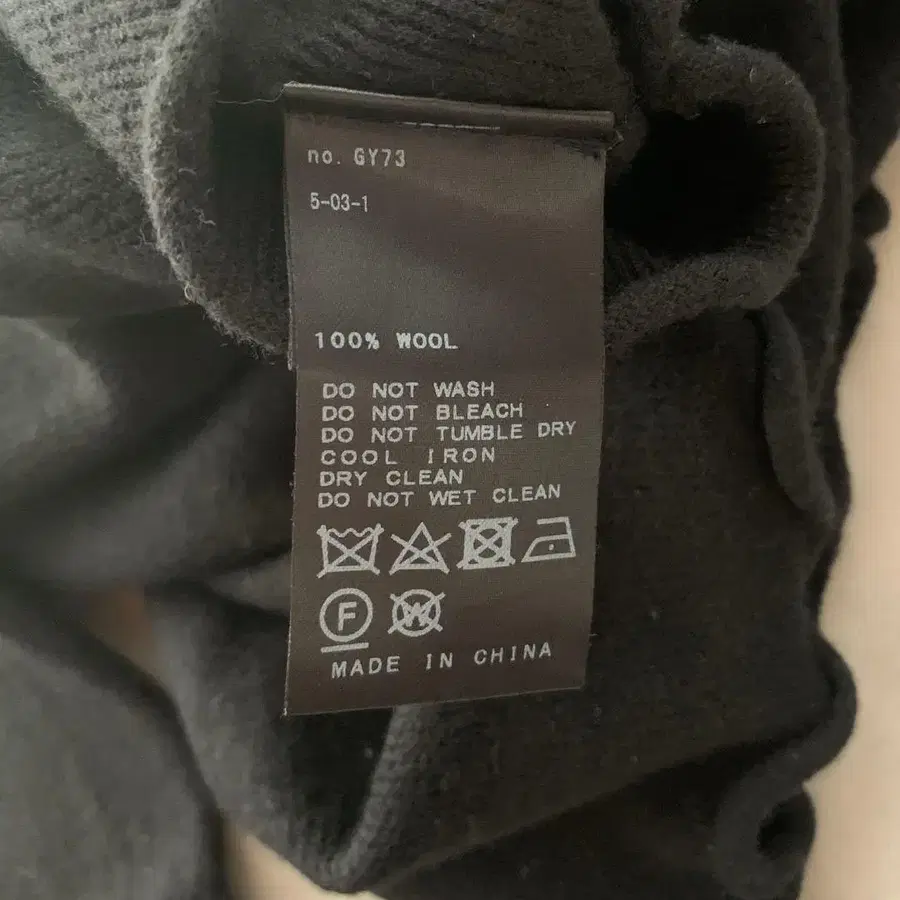 no. GY73
5-03-1
100% WOOL
DO NOT WASH
DO NOT BLEACH
DO NOT TUMBLE DRY
COOL IRON
DRY CLEAN
DO NOT WET CLEAN
F W
MADE IN CHINA